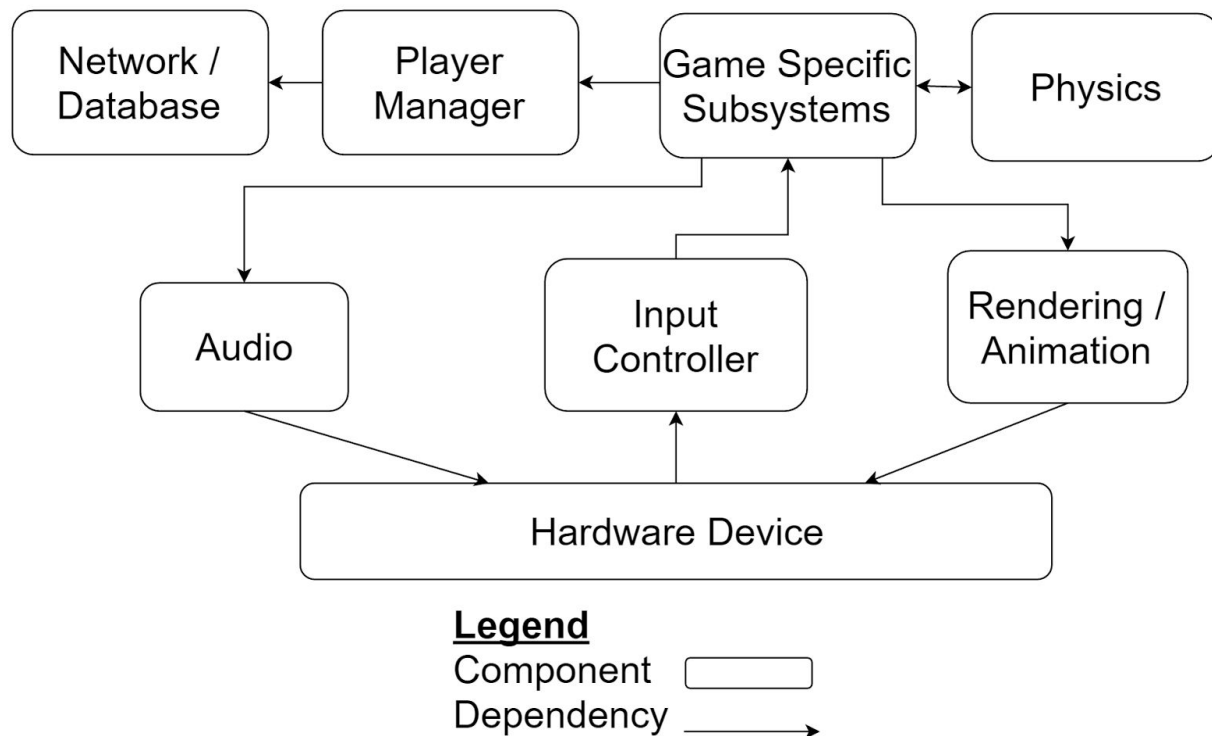 Network /
Database
Player
Manager
Game Specific
Subsystems
Physics
Audio
Input
Controller
Rendering /
Animation
Hardware Device
Legend
Component
Dependency